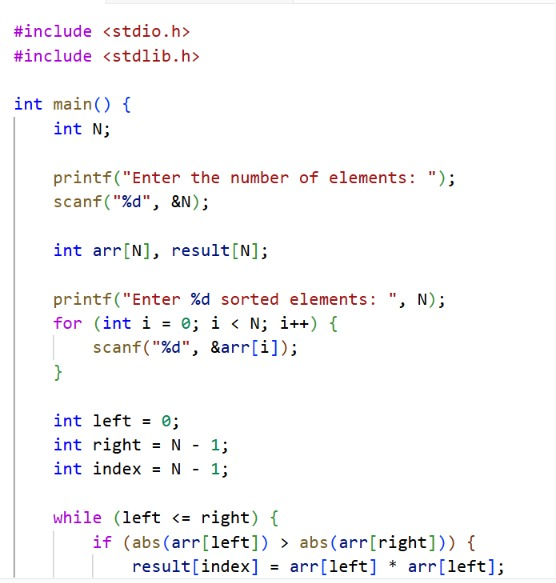 #include <stdio.h>
#include <stdlib.h>
int main() {
int N;
printf("Enter the number of elements: ");
scanf("%d", &N);
int arr[N], result[N];
printf("Enter %d sorted elements: ", N);
for (int i = 0; i < N; i++) {
scanf("%d", &arr[i]);
}
int left = 0;
int right = N - 1;
int index = N - 1;
while (left <= right) {
if (abs(arr[left]) > abs(arr[right])) {
result[index] = arr[left] * arr[left];